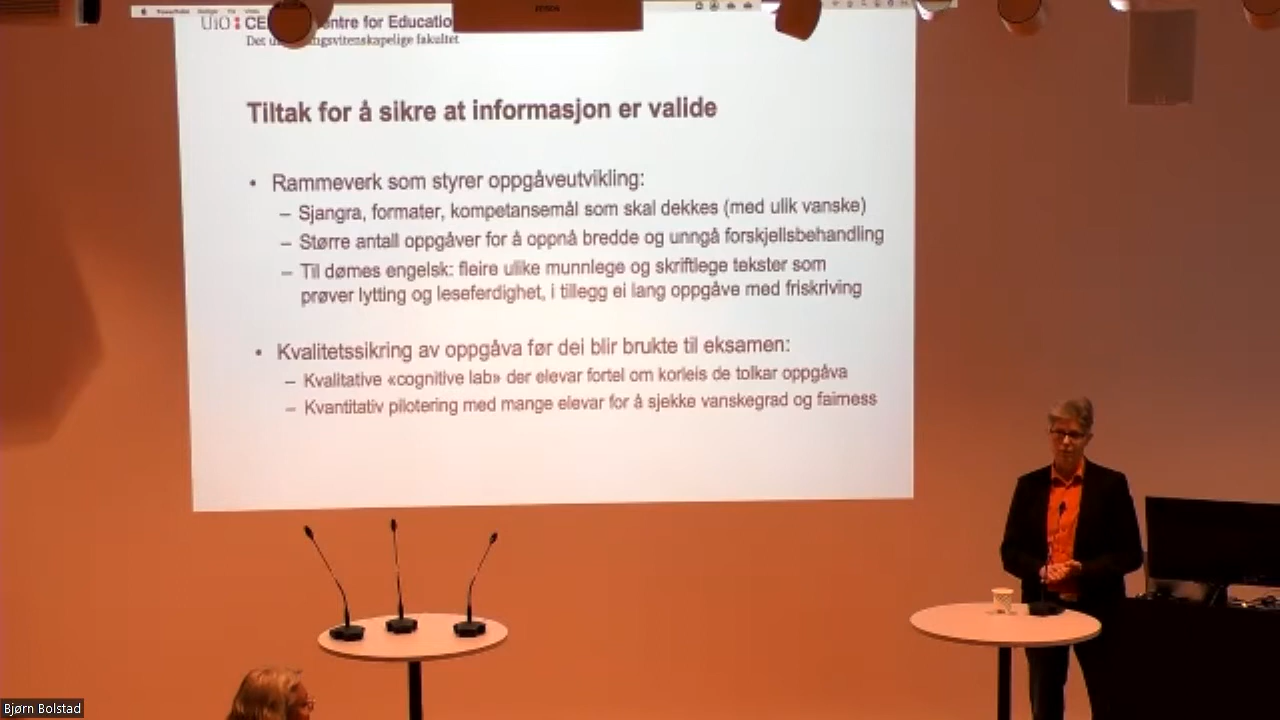 UiO CE entre for Educatio
Det u ngsvitenskapelige fakultet
Tiltak for å sikre at informasjon er valide
• Rammeverk som styrer oppgåveutvikling:
– Sjangra, formater, kompetansemål som skal dekkes (med ulik vanske)
– Større antall oppgåver for å oppnå bredde og unngå forskjellsbehandling
– Til dømes engelsk: fleire ulike munnlege og skriftlege tekster som
prøver lytting og leseferdighet, i tillegg ei lang oppgåve med friskriving
• Kvalitetssikring av oppgåva før dei blir brukte til eksamen:
– Kvalitative «cognitive lab» der elevar fortel om korleis de tolkar oppgåva
– Kvantitativ pilotering med mange elevar for å sjekke vanskegrad og fairness
Bjørn Bolstad